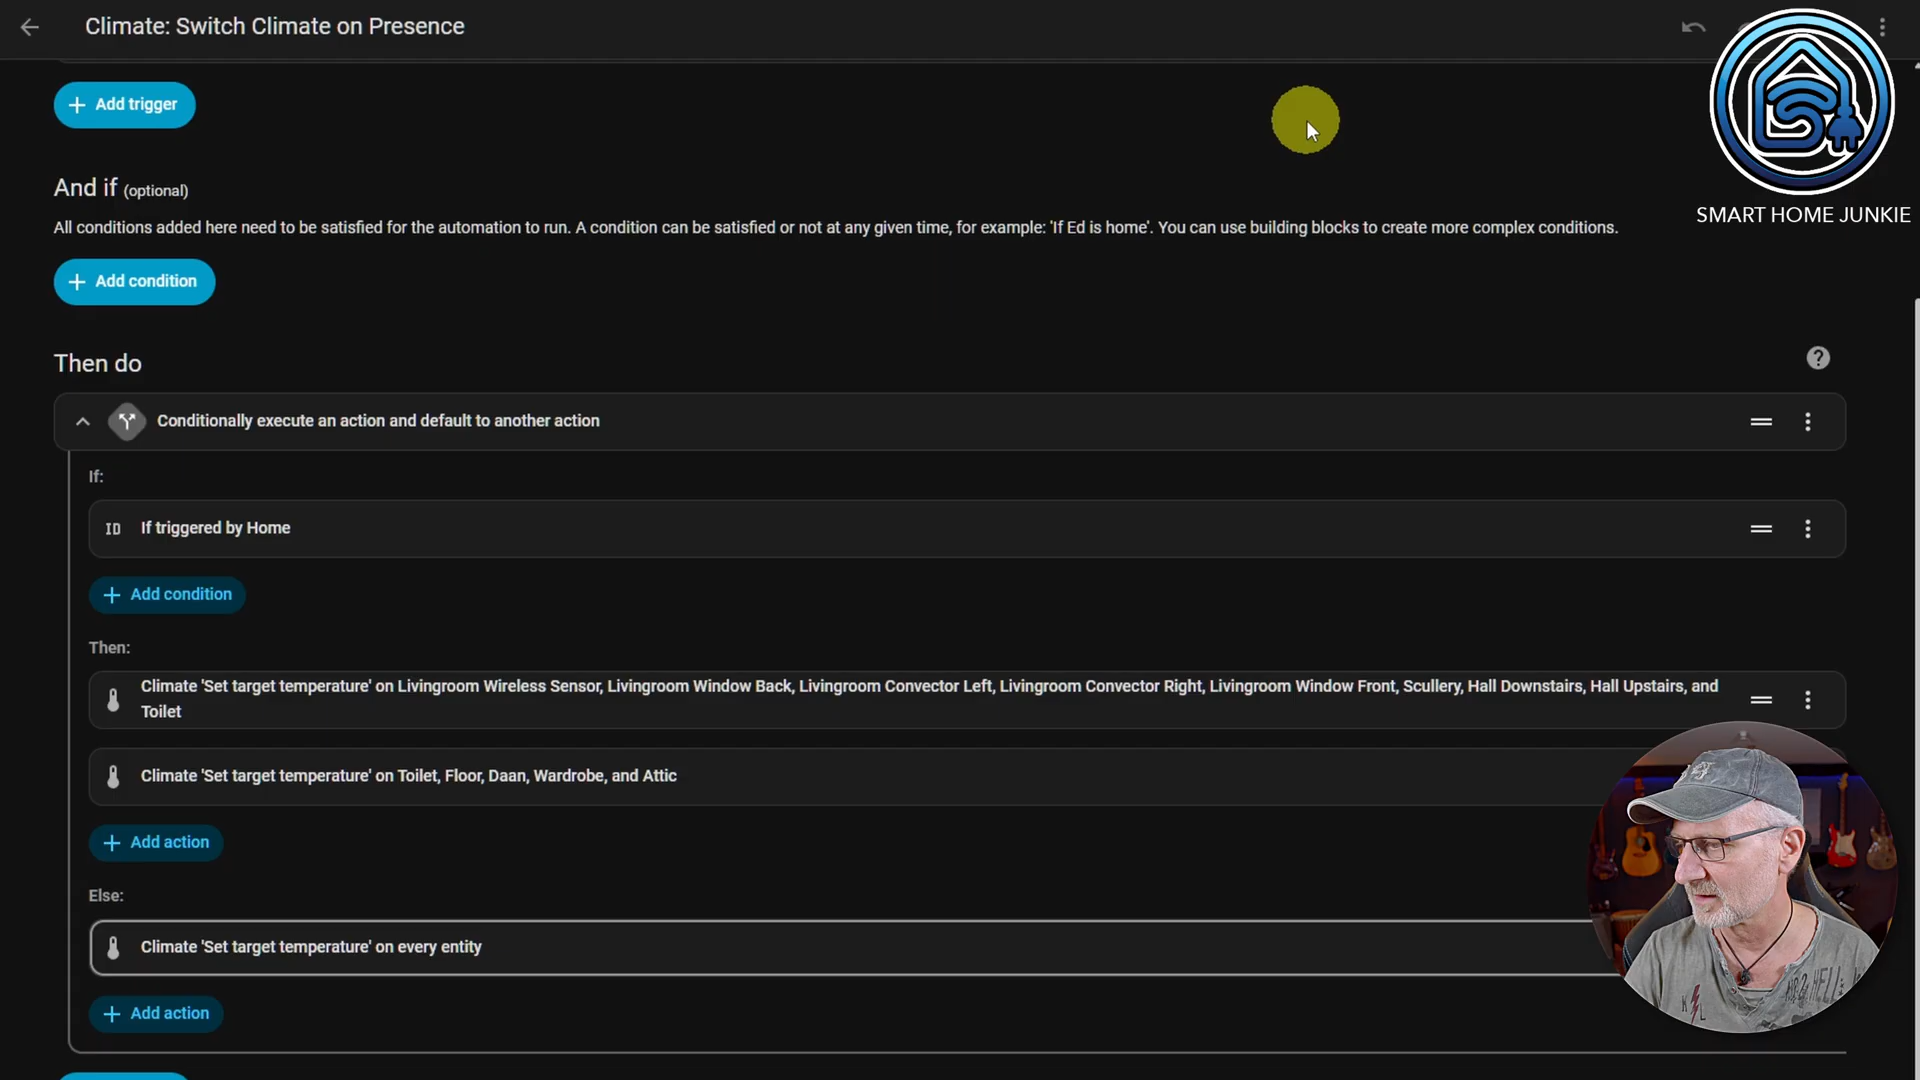 Climate: Switch Climate on Presence
SMART HOME JUNKIE
Add trigger
And if (optional)
All conditions added here need to be satisfied for the automation to run. A condition can be satisfied or not at any given time, for example: 'If Ed is home'. You can use building blocks to create more complex conditions.
Add condition
Then do
Conditionally execute an action and default to another action
If:
ID If triggered by Home
Add condition
Then:
Climate 'Set target temperature' on Livingroom Wireless Sensor, Livingroom Window Back, Livingroom Convector Left, Livingroom Convector Right, Livingroom Window Front, Scullery, Hall Downstairs, Hall Upstairs, and
Toilet
Climate 'Set target temperature' on Toilet, Floor, Daan, Wardrobe, and Attic
Add action
Else:
Climate 'Set target temperature' on every entity
Add action